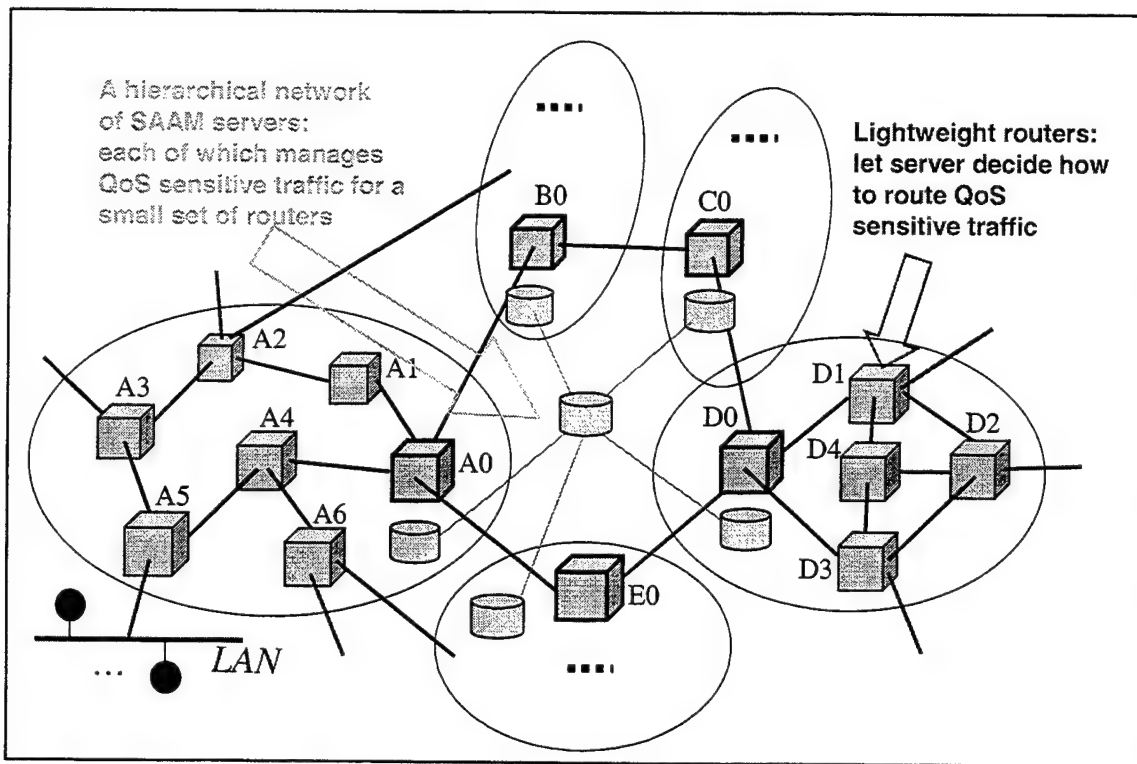 A hierarchical network
of SAAM servers:
each of which manages
QoS sensitive traffic for a
small set of routers
Lightweight routers:
let server decide how
to route QoS
sensitive traffic
B0
C0
A2
A1
A3
A4
A0
A5
A6
D1
D0
D2
D4
D3
E0
... LAN